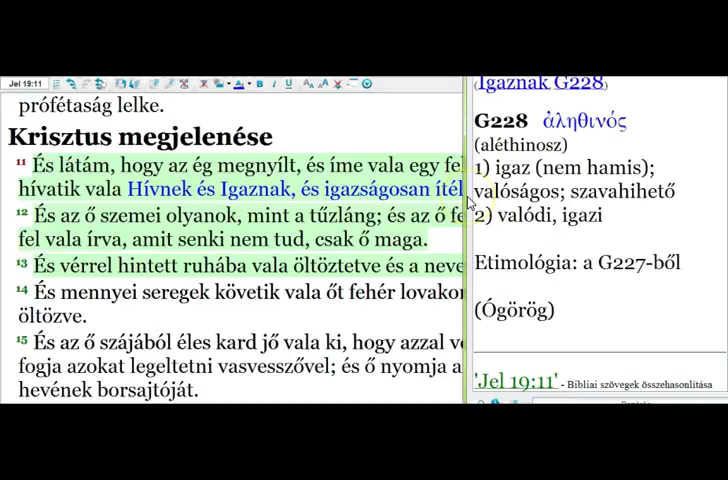 Jel 19:11
prófétaság lelke.
Krisztus megjelenése
11 És látám, hogy az ég megnyílt, és íme vala egy
hívatik vala Hívnek és Igaznak, és igazságosan
12 És az ő szemei olyanok, mint a tűzláng; és az ő
fel vala írva, amit senki nem tud, csak ő maga.
13 És vérrel hintett ruhába vala öltöztetve és a neve
14 És mennyei seregek követik vala őt fehér
öltözve.
15 És az ő szájából éles kard jő vala ki, hogy azzal
fogja azokat legeltetni vasvesszővel; és ő nyomja a
hevének borsajtóját.
(Igaznak G228)
G228 ἀληθινός
(aléthinosz)
1) igaz (nem hamis);
valóságos; szavahihető
2) valódi, igazi
Etimológia: a G227-ből
(Ógörög)
'Jel 19:11' - Bibliai szövegek összehasonlítása